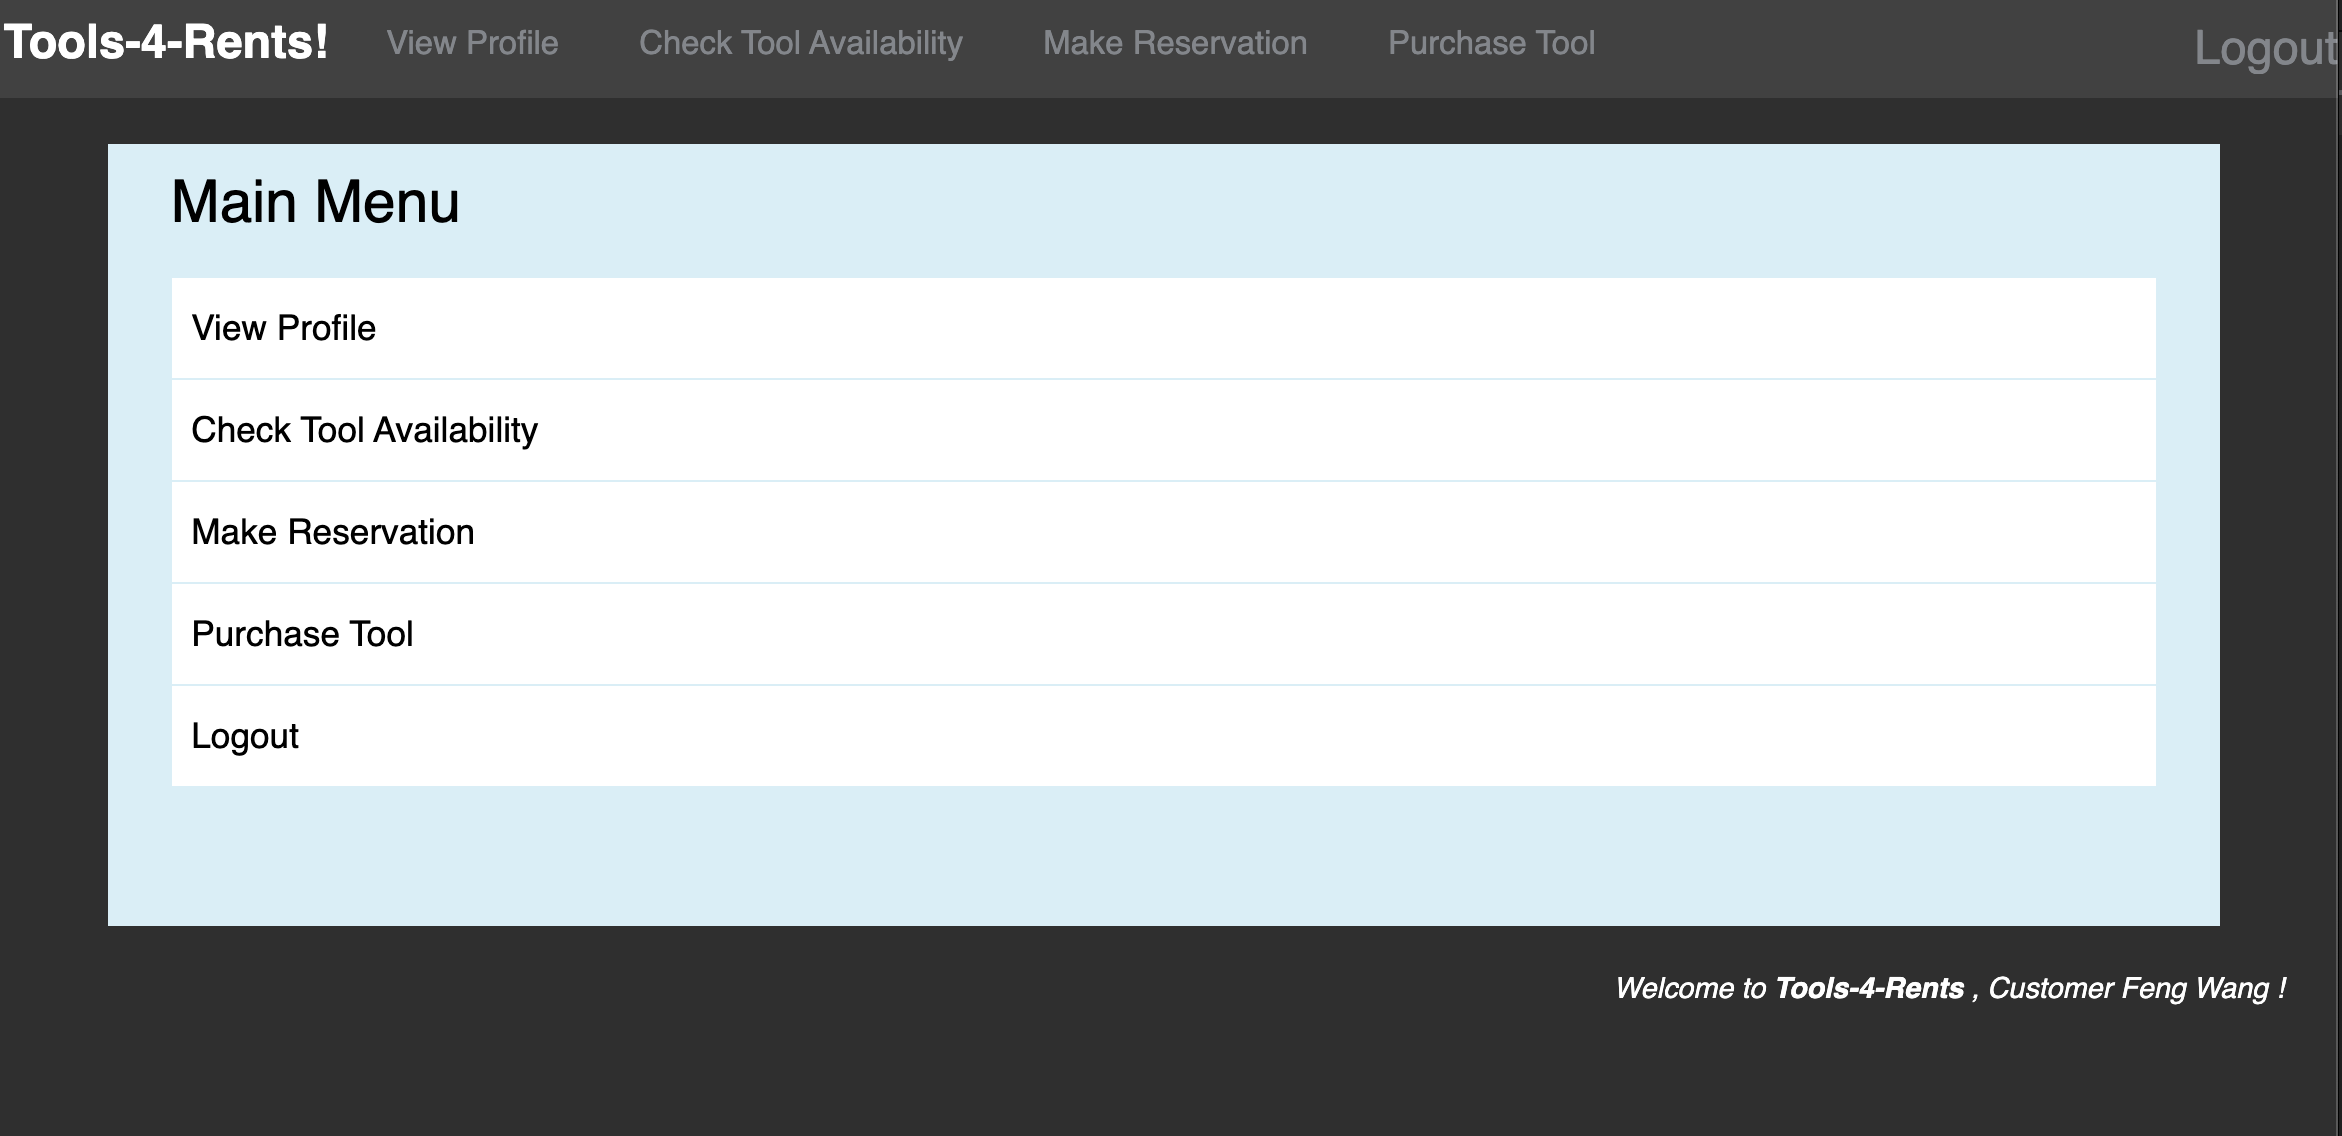 Tools-4-Rents! View Profile Check Tool Availability Make Reservation Purchase Tool Logout
Main Menu
View Profile
Check Tool Availability
Make Reservation
Purchase Tool
Logout
Welcome to Tools-4-Rents , Customer Feng Wang !